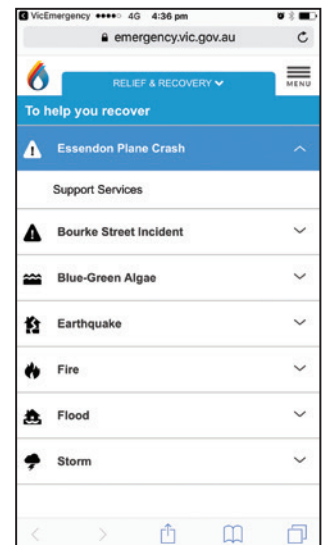 VicEmergency 4G 4:36 pm
emergency.vic.gov.au
RELIEF & RECOVERY
MENU
To help you recover
Essendon Plane Crash
Support Services
Bourke Street Incident
Blue-Green Algae
Earthquake
Fire
Flood
Storm